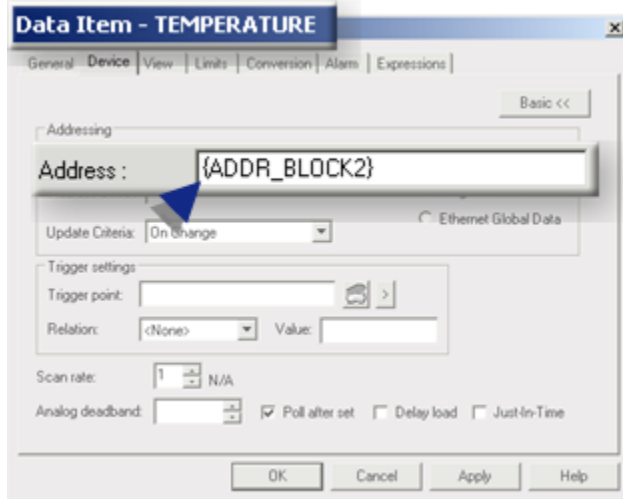 Data Item - TEMPERATURE
General Device View Limits Conversion Alarm Expressions
Basic <<
Addressing
Address : {ADDR_BLOCK2}
Ethernet Global Data
Update Criteria: On Change
Trigger settings
Trigger point: >
Relation: <None> Value:
Scan rate: 1 N/A
Analog deadband: Poll after set Delay load Just-In-Time
OK Cancel Apply Help